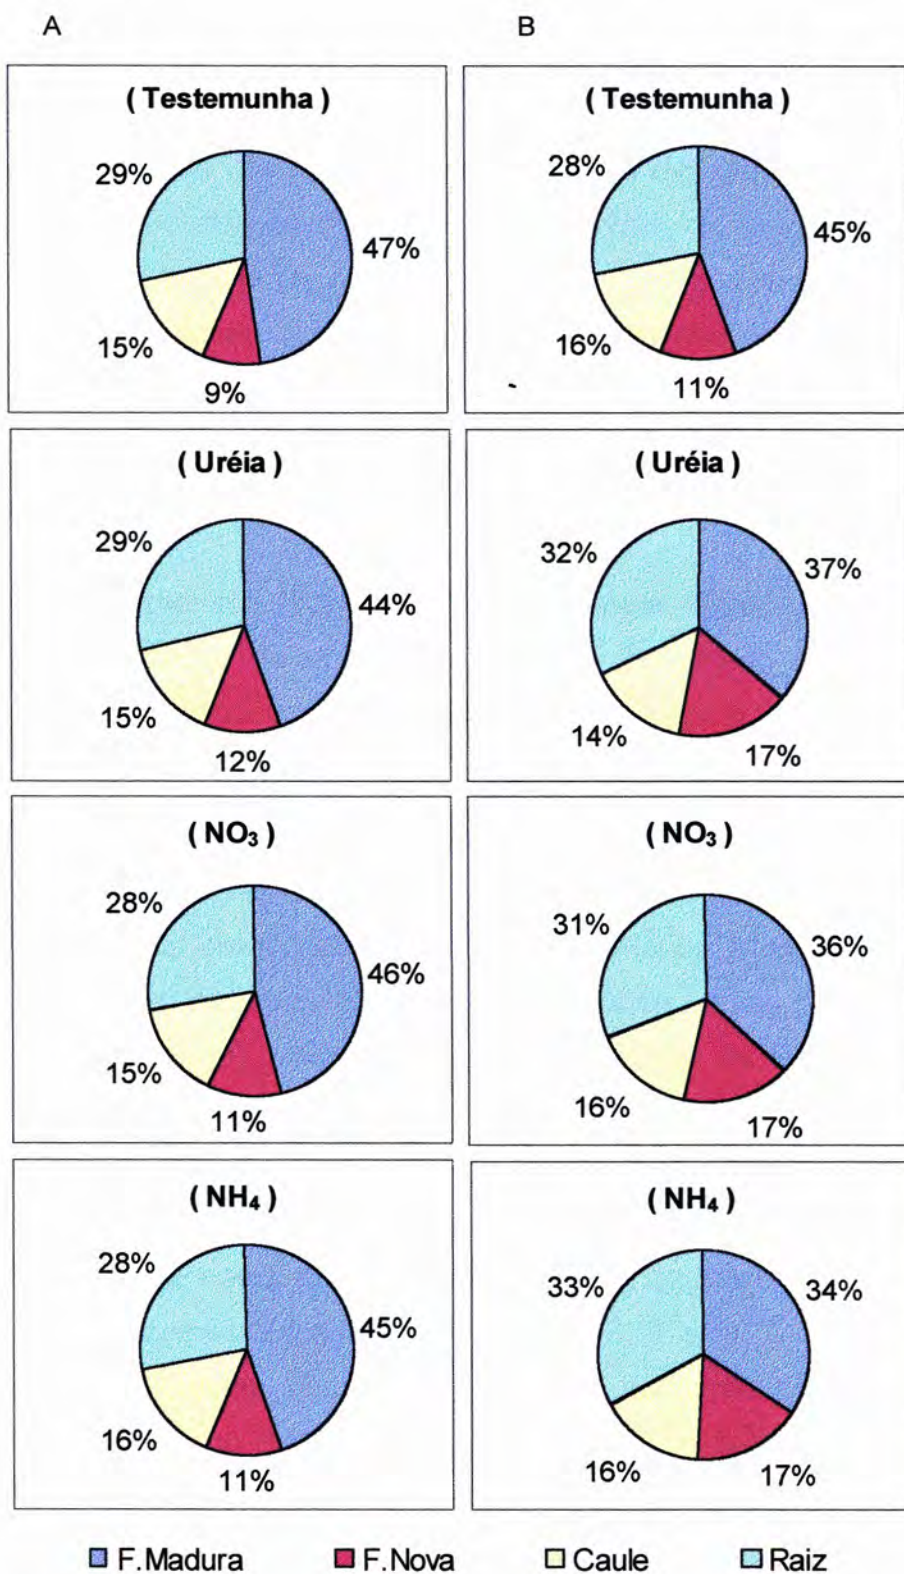 A
B
( Testemunha )
29%
47%
15%
9%
( Testemunha )
28%
45%
16%
11%
( Uréia )
29%
44%
15%
12%
( Uréia )
32%
37%
14%
17%
( NO₃ )
28%
46%
15%
11%
( NO₃ )
31%
36%
16%
17%
( NH₄ )
28%
45%
16%
11%
( NH₄ )
33%
34%
16%
17%
F.Madura F.Nova Caule Raiz